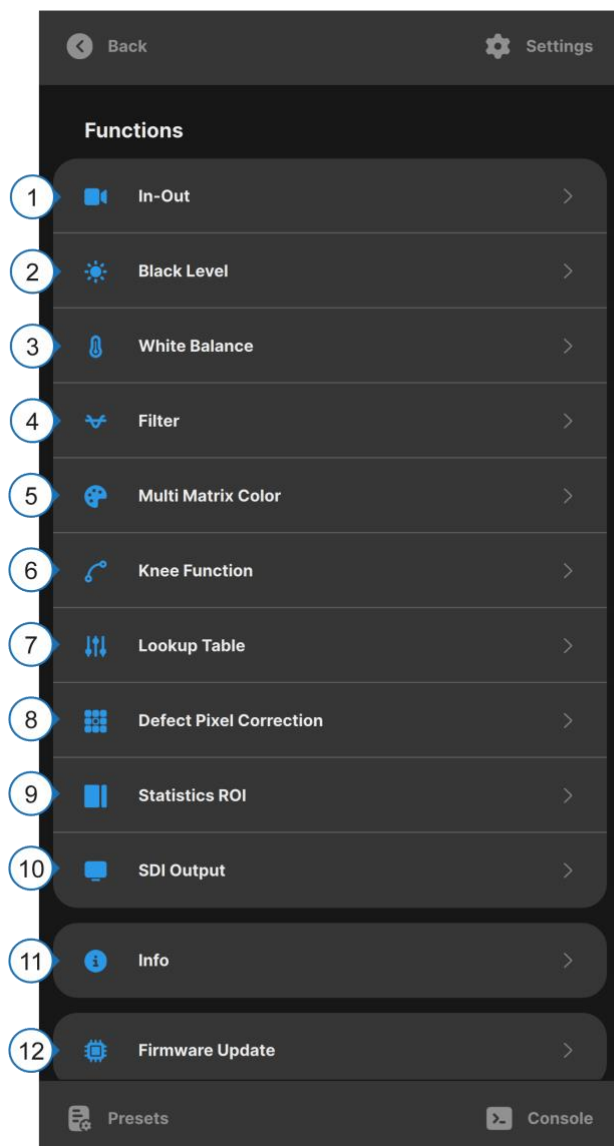 Back Settings
Functions
1 In-Out
2 Black Level
3 White Balance
4 Filter
5 Multi Matrix Color
6 Knee Function
7 Lookup Table
8 Defect Pixel Correction
9 Statistics ROI
10 SDI Output
11 Info
12 Firmware Update
Presets Console